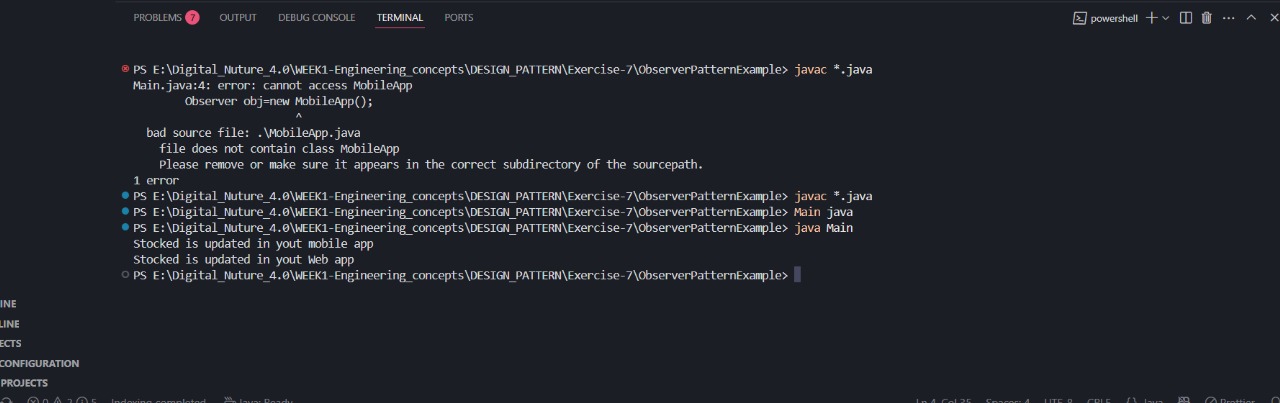 PROBLEMS 7 OUTPUT DEBUG CONSOLE TERMINAL PORTS powershell
PS E:\Digital_Nuture_4.0\WEEK1-Engineering_concepts\DESIGN_PATTERN\Exercise-7\ObserverPatternExample> javac *.java
Main.java:4: error: cannot access MobileApp
        Observer obj=new MobileApp();
                         ^
  bad source file: .\MobileApp.java
    file does not contain class MobileApp
    Please remove or make sure it appears in the correct subdirectory of the sourcepath.
1 error
PS E:\Digital_Nuture_4.0\WEEK1-Engineering_concepts\DESIGN_PATTERN\Exercise-7\ObserverPatternExample> javac *.java
PS E:\Digital_Nuture_4.0\WEEK1-Engineering_concepts\DESIGN_PATTERN\Exercise-7\ObserverPatternExample> Main java
PS E:\Digital_Nuture_4.0\WEEK1-Engineering_concepts\DESIGN_PATTERN\Exercise-7\ObserverPatternExample> java Main
Stocked is updated in yout mobile app
Stocked is updated in yout Web app
PS E:\Digital_Nuture_4.0\WEEK1-Engineering_concepts\DESIGN_PATTERN\Exercise-7\ObserverPatternExample>
INE
LINE
ECTS
CONFIGURATION
PROJECTS
Indexing completed Java: Ready Ln 4, Col 35 Spaces: 4 UTF-8 CRLF {} Java Prettier